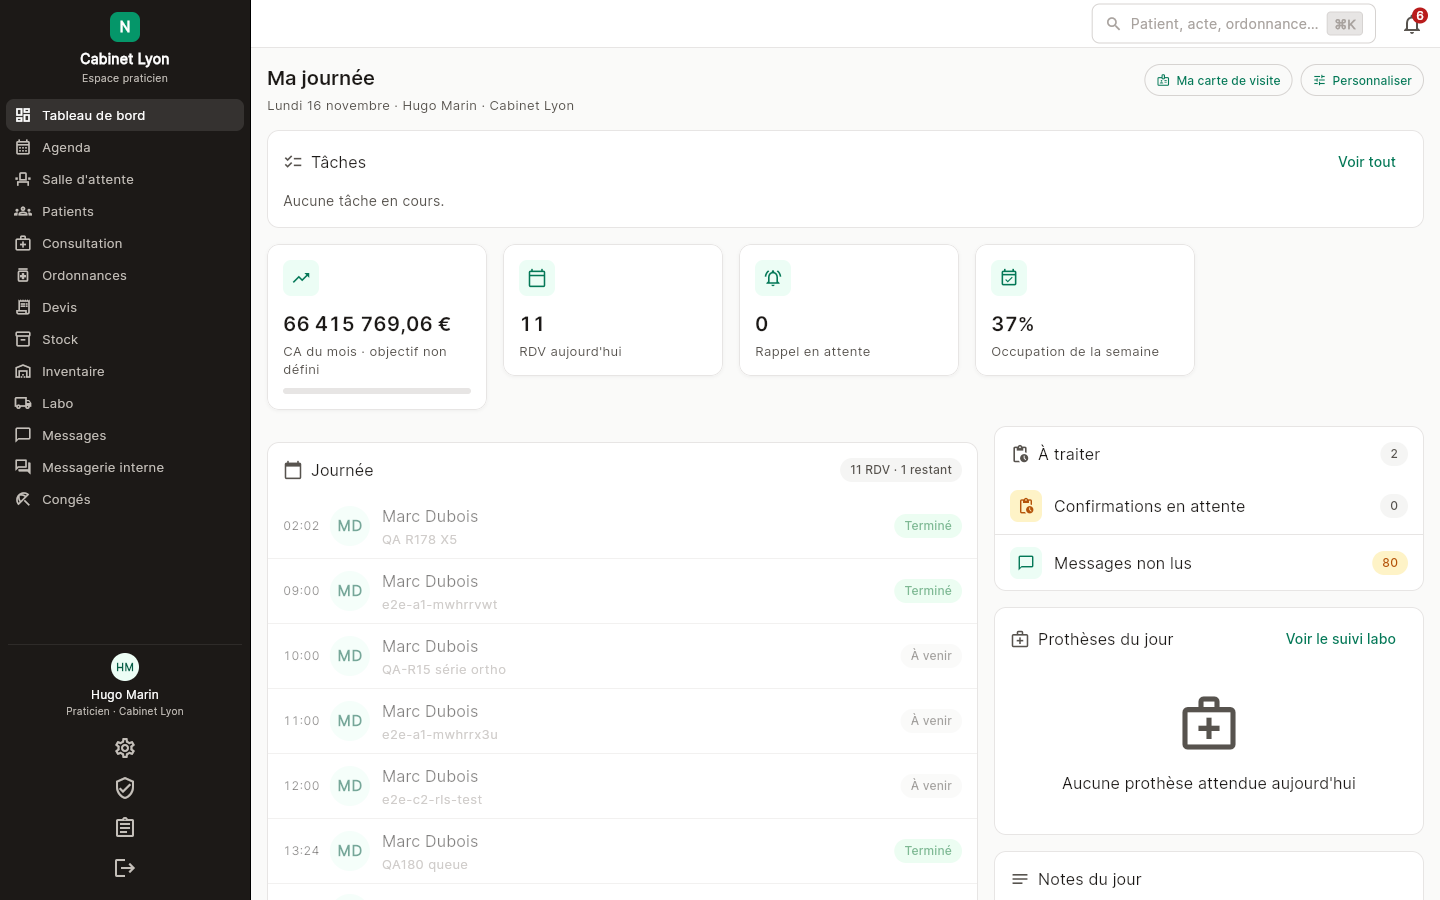 N
Cabinet Lyon
Espace praticien
Tableau de bord
Agenda
Salle d'attente
Patients
Consultation
Ordonnances
Devis
Stock
Inventaire
Labo
Messages
Messagerie interne
Congés
HM
Hugo Marin
Praticien · Cabinet Lyon
Patient, acte, ordonnance... ⌘K
6
Ma journée
Lundi 16 novembre · Hugo Marin · Cabinet Lyon
Ma carte de visite
Personnaliser
Tâches
Voir tout
Aucune tâche en cours.
66 415 769,06 €
CA du mois · objectif non
défini
11
RDV aujourd'hui
0
Rappel en attente
37%
Occupation de la semaine
Journée
11 RDV · 1 restant
02:02 MD Marc Dubois Terminé
QA R178 X5
09:00 MD Marc Dubois Terminé
e2e-a1-mwhrrvwt
10:00 MD Marc Dubois À venir
QA-R15 série ortho
11:00 MD Marc Dubois À venir
e2e-a1-mwhrrx3u
12:00 MD Marc Dubois À venir
e2e-c2-rls-test
13:24 MD Marc Dubois Terminé
QA180 queue
À traiter 2
Confirmations en attente 0
Messages non lus 80
Prothèses du jour
Voir le suivi labo
Aucune prothèse attendue aujourd'hui
Notes du jour